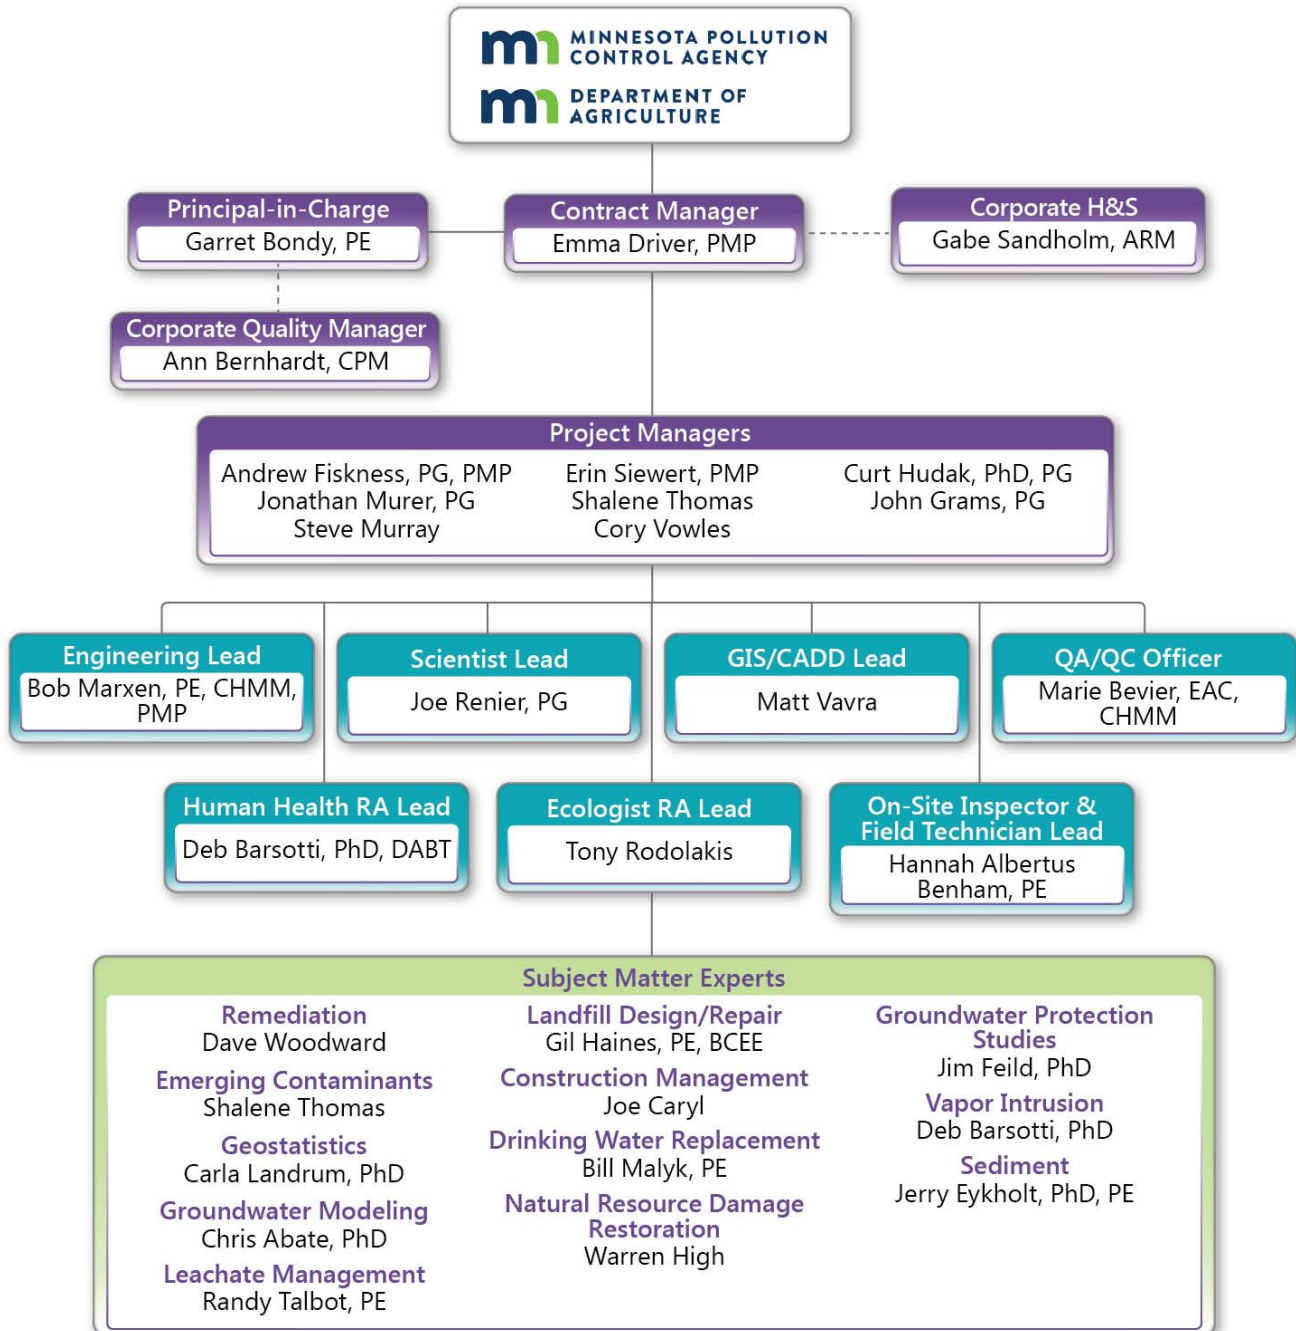 MINNESOTA POLLUTION
CONTROL AGENCY
DEPARTMENT OF
AGRICULTURE
Principal-in-Charge
Garret Bondy, PE
Contract Manager
Emma Driver, PMP
Corporate H&S
Gabe Sandholm, ARM
Corporate Quality Manager
Ann Bernhardt, CPM
Project Managers
Andrew Fiskness, PG, PMP
Jonathan Murer, PG
Steve Murray
Erin Siewert, PMP
Shalene Thomas
Cory Vowles
Curt Hudak, PhD, PG
John Grams, PG
Engineering Lead
Bob Marxen, PE, CHMM,
PMP
Scientist Lead
Joe Renier, PG
GIS/CADD Lead
Matt Vavra
QA/QC Officer
Marie Bevier, EAC,
CHMM
Human Health RA Lead
Deb Barsotti, PhD, DABT
Ecologist RA Lead
Tony Rodolakis
On-Site Inspector &
Field Technician Lead
Hannah Albertus
Benham, PE
Subject Matter Experts
Remediation
Dave Woodward
Emerging Contaminants
Shalene Thomas
Geostatistics
Carla Landrum, PhD
Groundwater Modeling
Chris Abate, PhD
Leachate Management
Randy Talbot, PE
Landfill Design/Repair
Gil Haines, PE, BCEE
Construction Management
Joe Caryl
Drinking Water Replacement
Bill Malyk, PE
Natural Resource Damage
Restoration
Warren High
Groundwater Protection
Studies
Jim Feild, PhD
Vapor Intrusion
Deb Barsotti, PhD
Sediment
Jerry Eykholt, PhD, PE